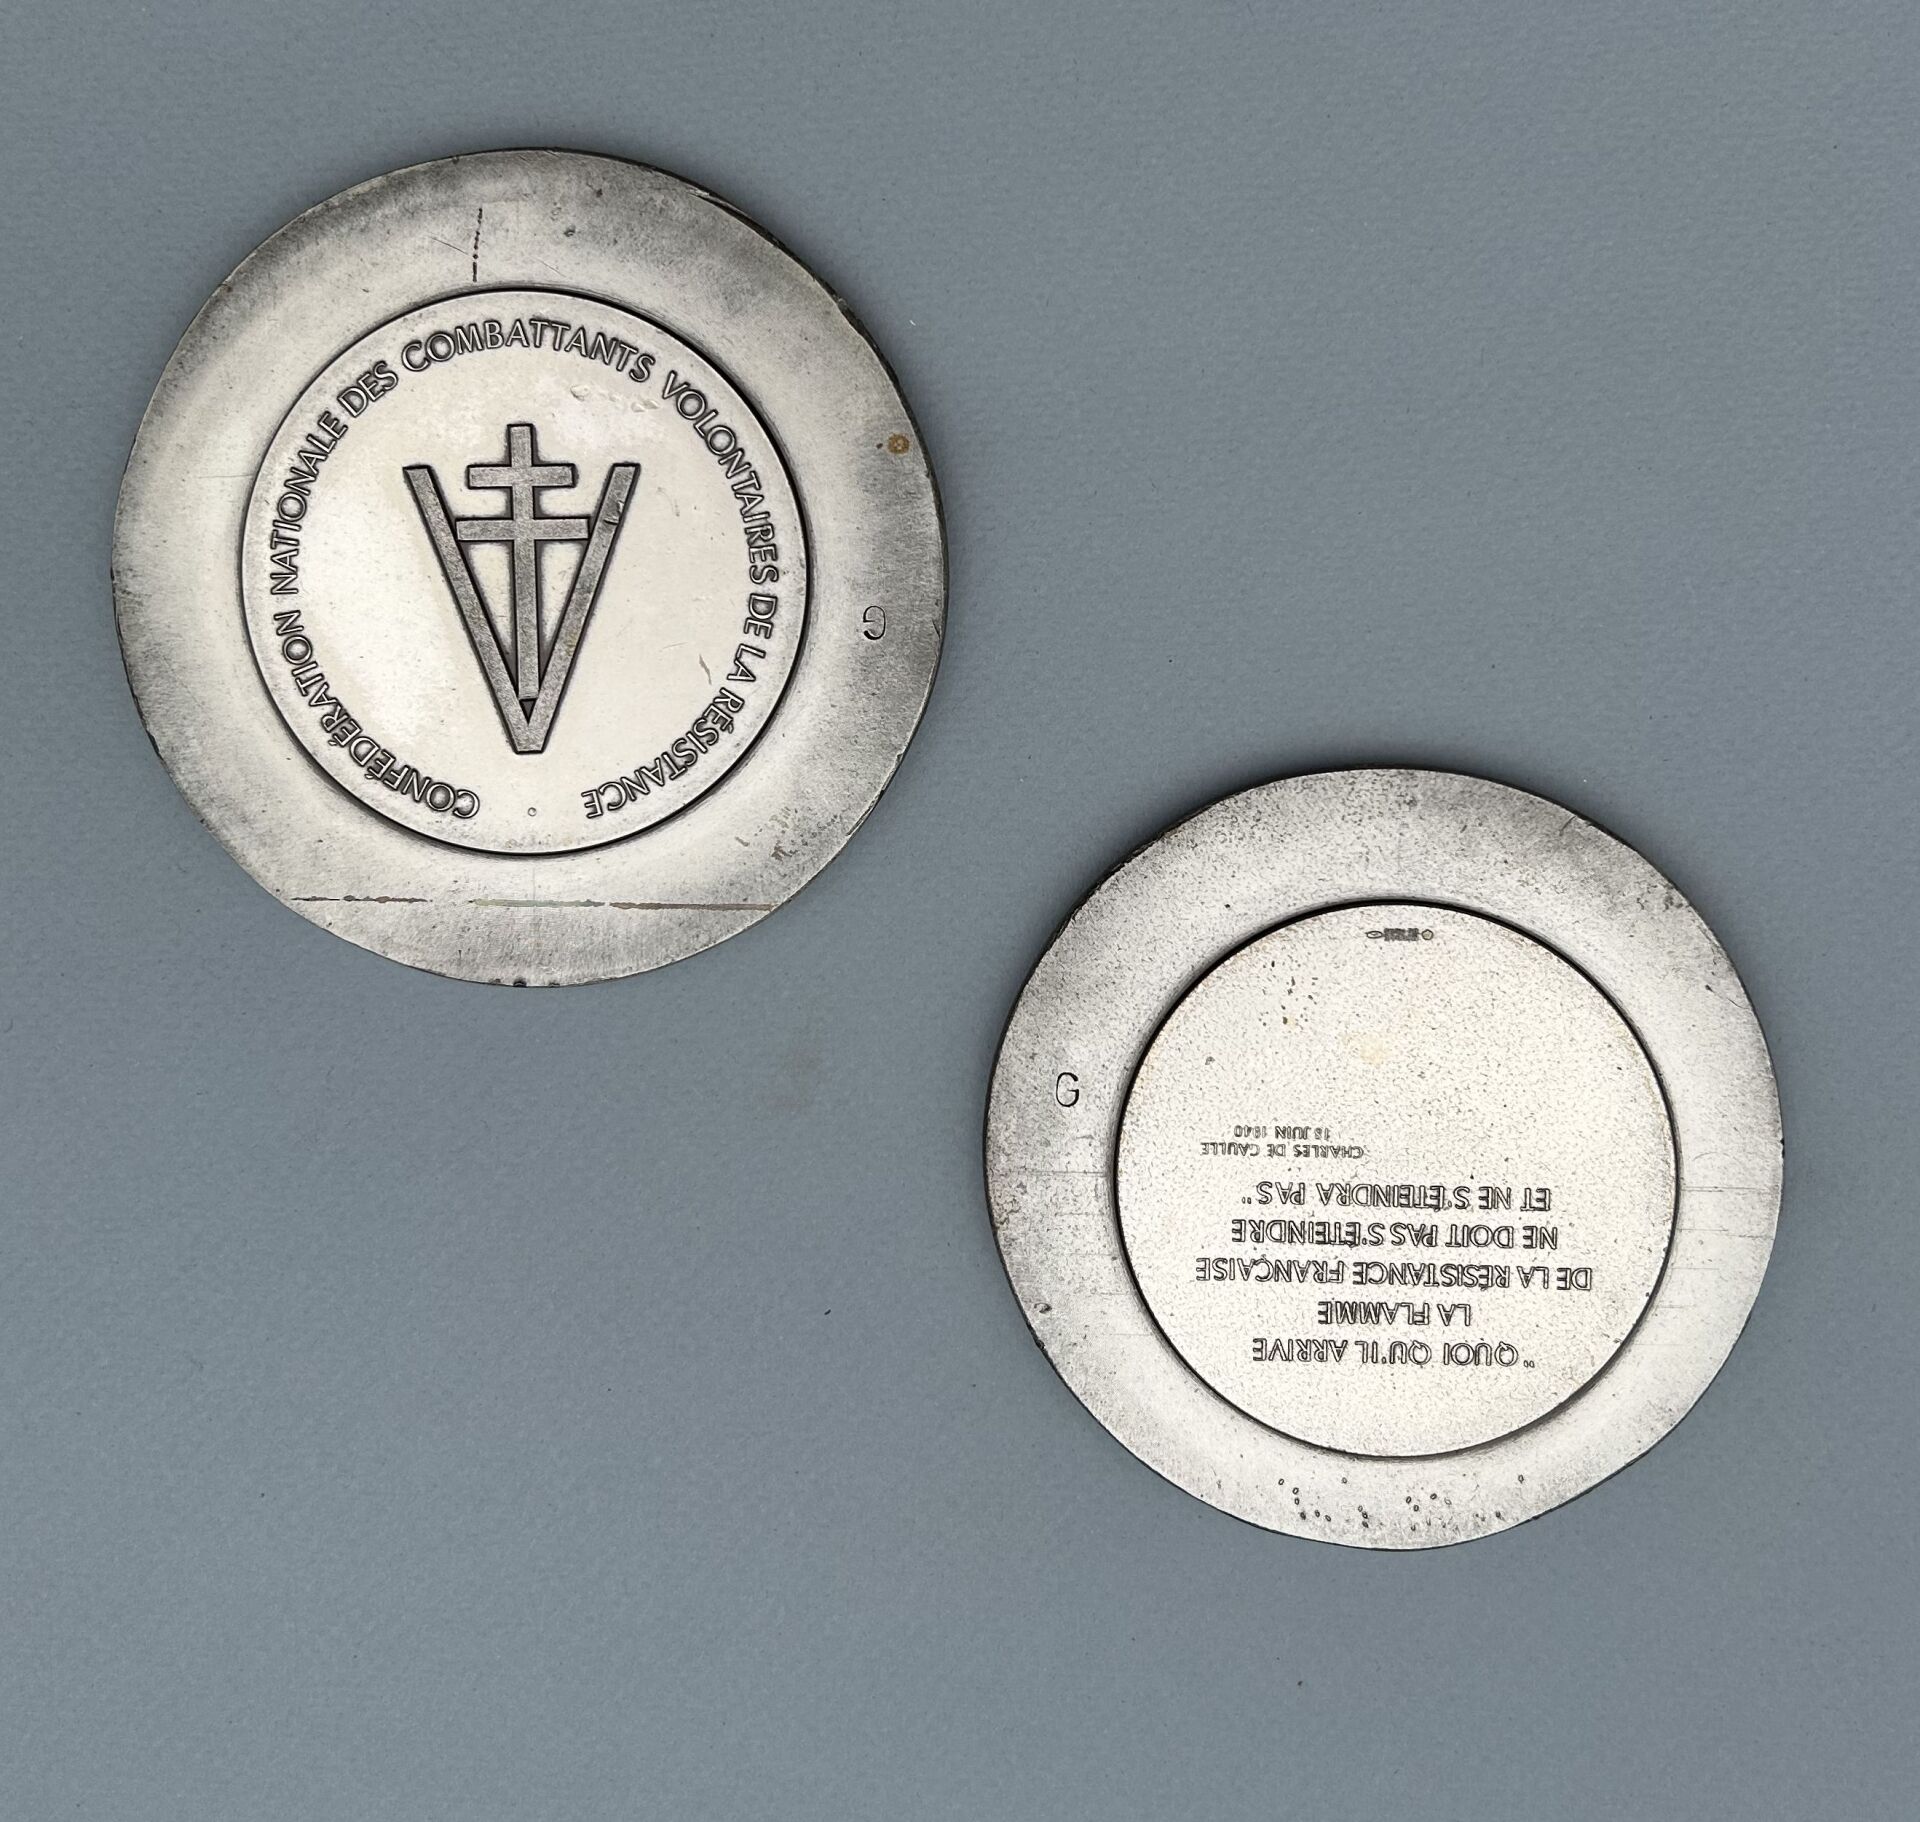 CONFÉDÉRATION NATIONALE DES COMBATTANTS VOLONTAIRES DE LA RÉSISTANCE
G
"QUOI QU'IL ARRIVE
LA FLAMME
DE LA RÉSISTANCE FRANÇAISE
NE DOIT PAS S'ÉTEINDRE
ET NE S'ÉTEINDRA PAS"
CHARLES DE GAULLE
18 JUIN 1940
G